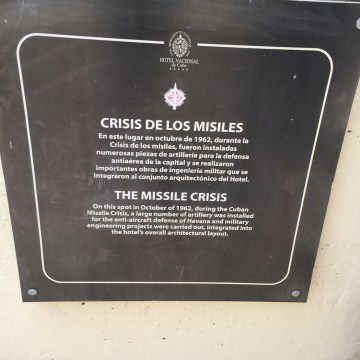 HOTEL NACIONAL
de Cuba
CRISIS DE LOS MISILES
En este lugar en octubre de 1962, durante la
Crisis de los misiles, fueron instaladas
numerosas piezas de artillería para la defensa
antiaérea de la capital y se realizaron
importantes obras de ingeniería militar que se
integraron al conjunto arquitectónico del Hotel.
THE MISSILE CRISIS
On this spot in October of 1962, during the Cuban
Missile Crisis, a large number of artillery was installed
for the anti-aircraft defense of Havana and military
engineering projects were carried out, integrated into
the hotel's overall architectural layout.